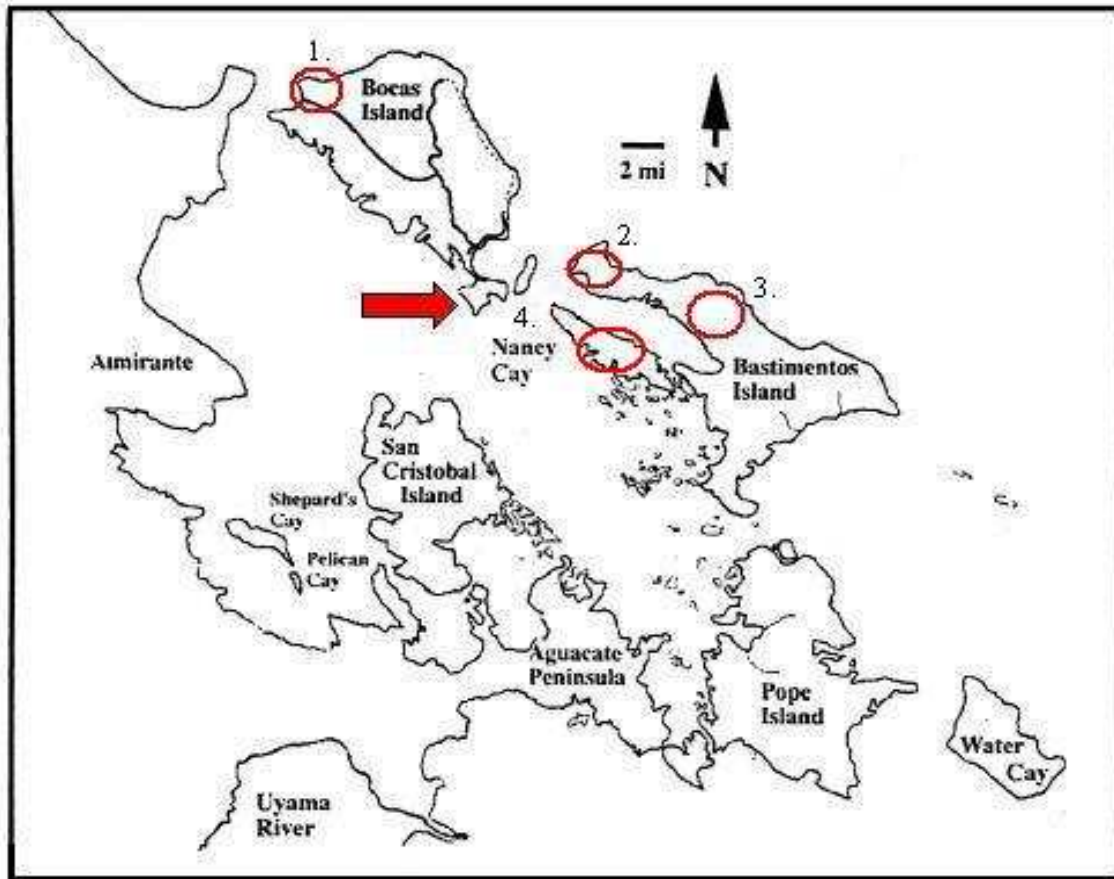 1.
Bocas
Island
2 mi
N
2.
3.
4.
Nancy
Cay
Bastimentos
Island
Almirante
San
Cristobal
Island
Shepard's
Cay
Pelican
Cay
Aguacate
Peninsula
Pope
Island
Water
Cay
Uyama
River